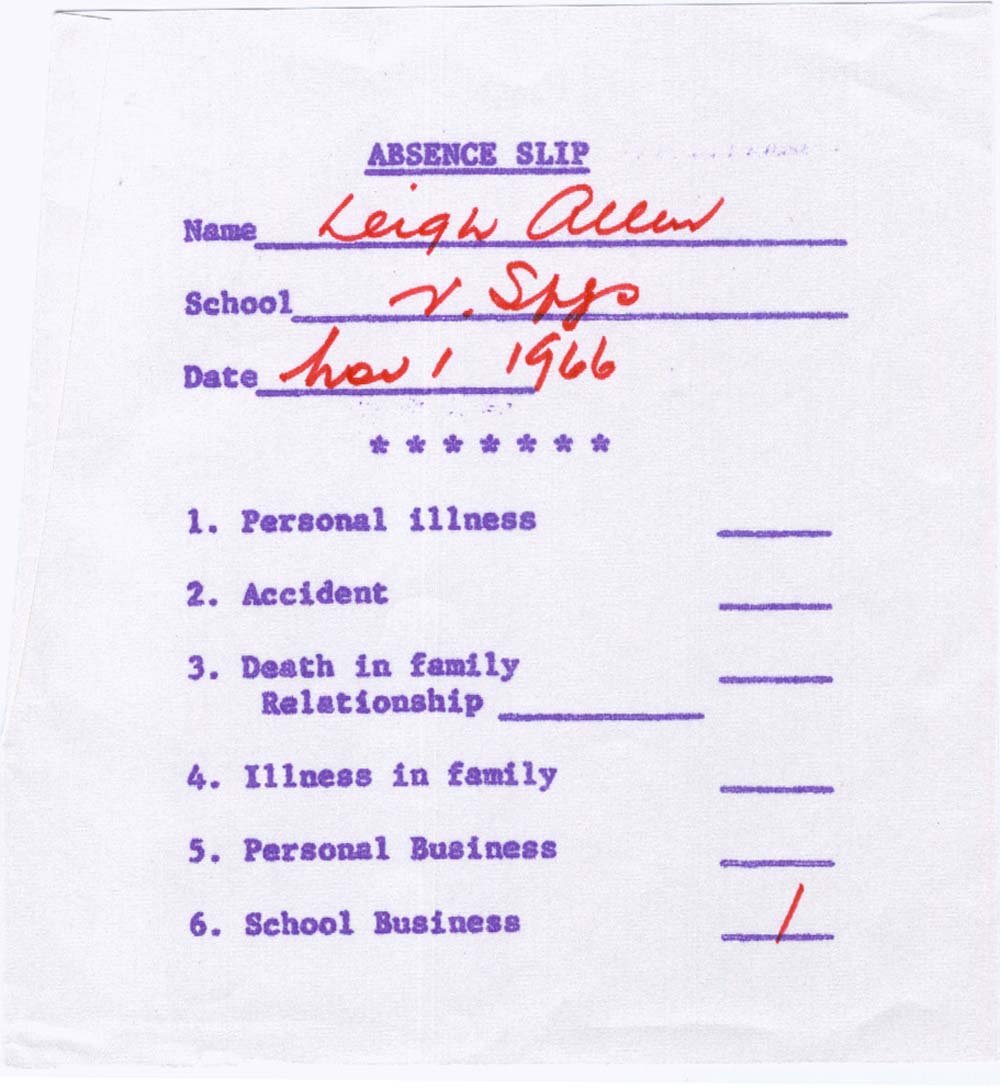 ABSENCE SLIP
Name Leigh Allen
School V. Spgs
Date Nov 1 1966
* * * * * * *
1. Personal illness
2. Accident
3. Death in family
Relationship
4. Illness in family
5. Personal Business
6. School Business /